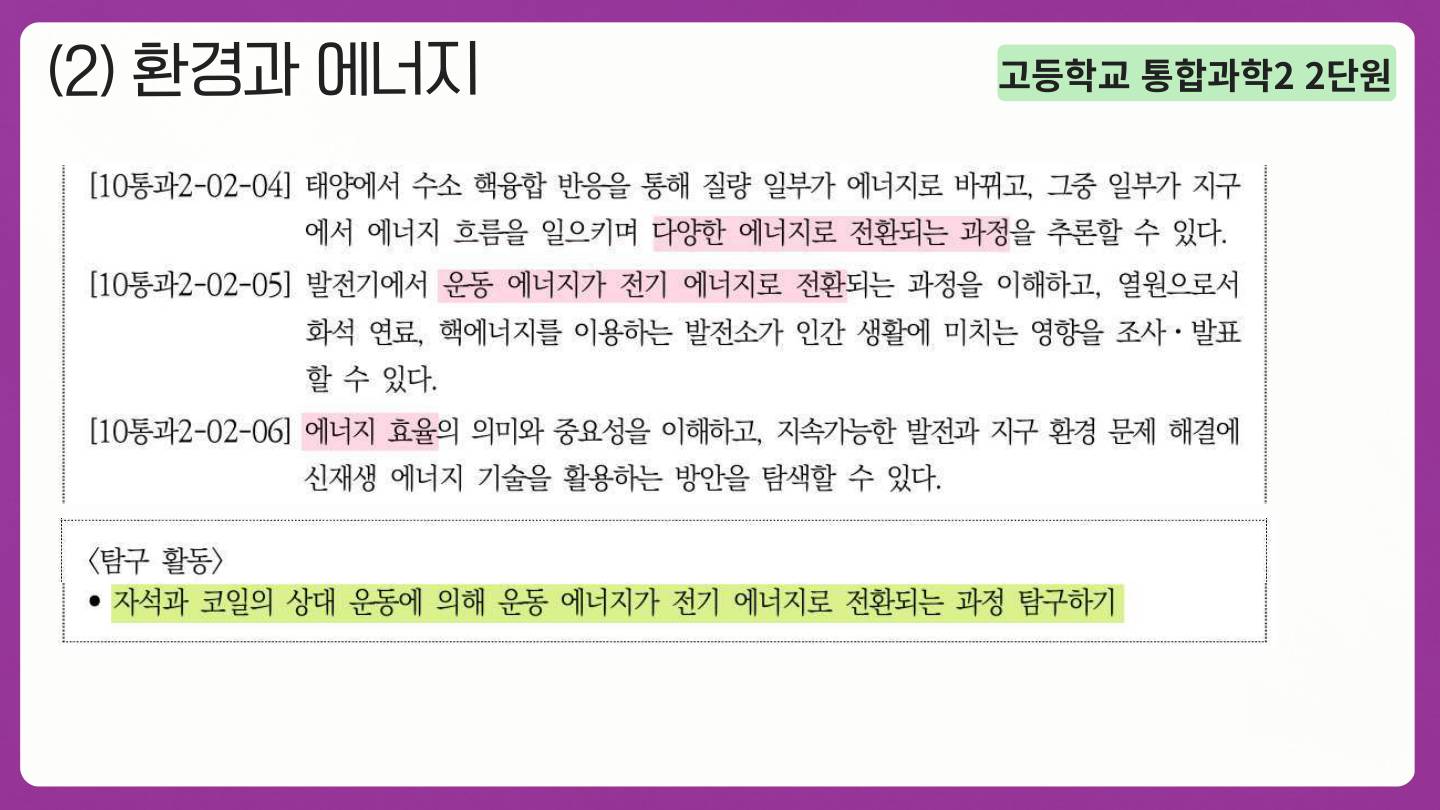 (2) 환경과 에너지
고등학교 통합과학2 2단원
[10통과2-02-04] 태양에서 수소 핵융합 반응을 통해 질량 일부가 에너지로 바뀌고, 그중 일부가 지구
에서 에너지 흐름을 일으키며 다양한 에너지로 전환되는 과정을 추론할 수 있다.
[10통과2-02-05] 발전기에서 운동 에너지가 전기 에너지로 전환되는 과정을 이해하고, 열원으로서
화석 연료, 핵에너지를 이용하는 발전소가 인간 생활에 미치는 영향을 조사・발표
할 수 있다.
[10통과2-02-06] 에너지 효율의 의미와 중요성을 이해하고, 지속가능한 발전과 지구 환경 문제 해결에
신재생 에너지 기술을 활용하는 방안을 탐색할 수 있다.
〈탐구 활동〉
• 자석과 코일의 상대 운동에 의해 운동 에너지가 전기 에너지로 전환되는 과정 탐구하기